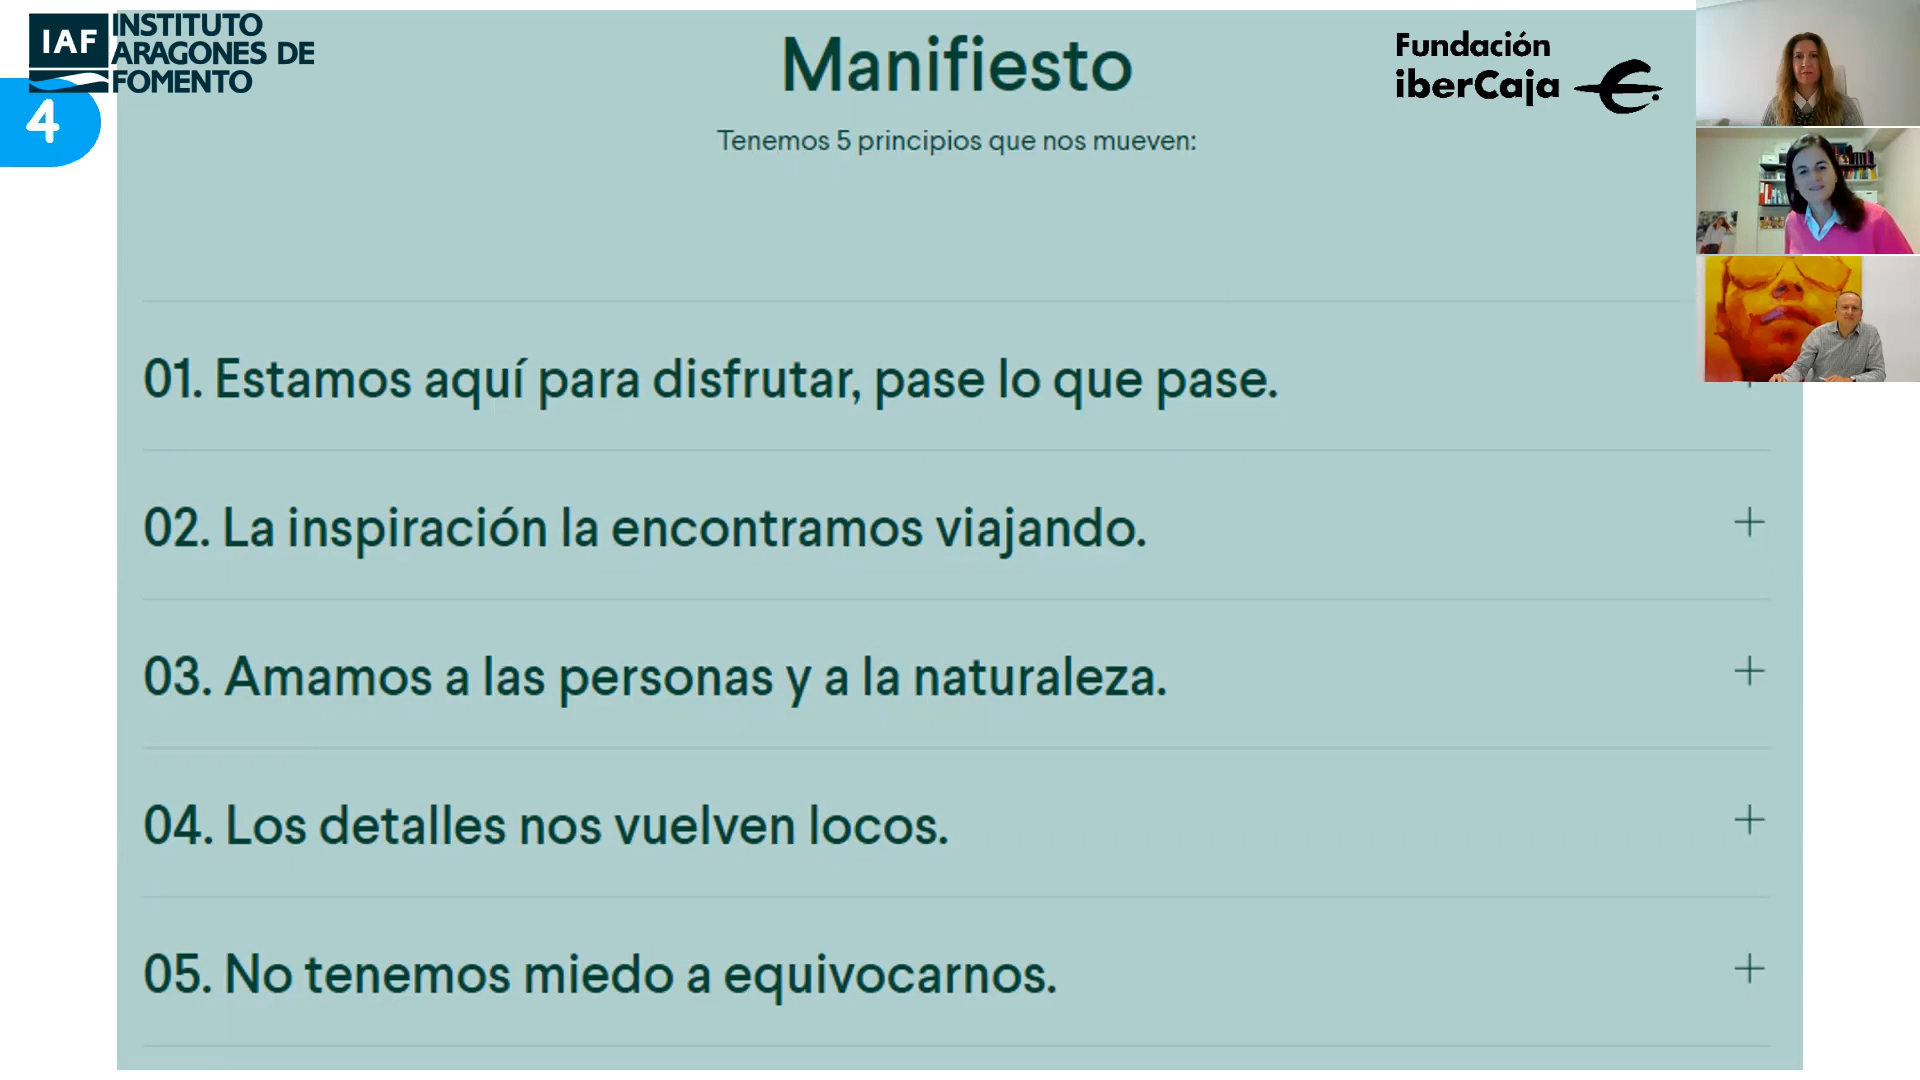 IAF INSTITUTO
ARAGONES DE
FOMENTO
4
Manifiesto
Fundación
iberCaja
Tenemos 5 principios que nos mueven:
01. Estamos aquí para disfrutar, pase lo que pase.
02. La inspiración la encontramos viajando.
03. Amamos a las personas y a la naturaleza.
04. Los detalles nos vuelven locos.
05. No tenemos miedo a equivocarnos.